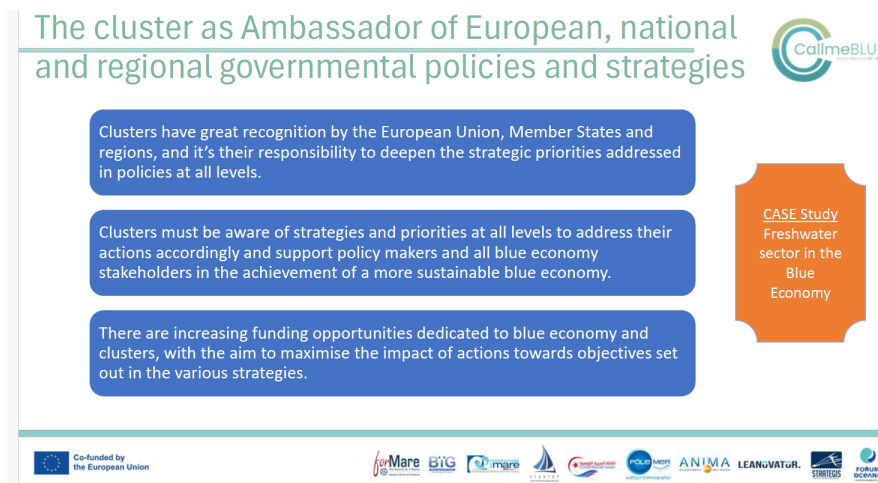 The cluster as Ambassador of European, national
and regional governmental policies and strategies
CallmeBLU
Clusters have great recognition by the European Union, Member States and
regions, and it's their responsibility to deepen the strategic priorities addressed
in policies at all levels.
Clusters must be aware of strategies and priorities at all levels to address their
actions accordingly and support policy makers and all blue economy
stakeholders in the achievement of a more sustainable blue economy.
There are increasing funding opportunities dedicated to blue economy and
clusters, with the aim to maximise the impact of actions towards objectives set
out in the various strategies.
CASE Study
Freshwater
sector in the
Blue
Economy
Co-funded by
the European Union
forMare
BIG
mare
cluster
POLE MER
MÉDITERRANÉE
ANIMA
LEANOVATOR.
STRATEGIS
FORUM
OCEAN